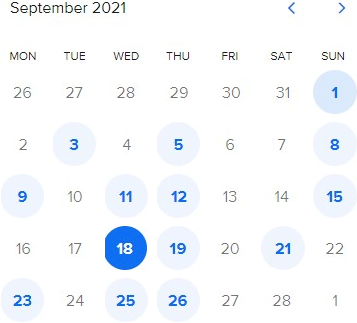 September 2021
MON TUE WED THU FRI SAT SUN
26 27 28 29 30 31 1
2 3 4 5 6 7 8
9 10 11 12 13 14 15
16 17 18 19 20 21 22
23 24 25 26 27 28 1